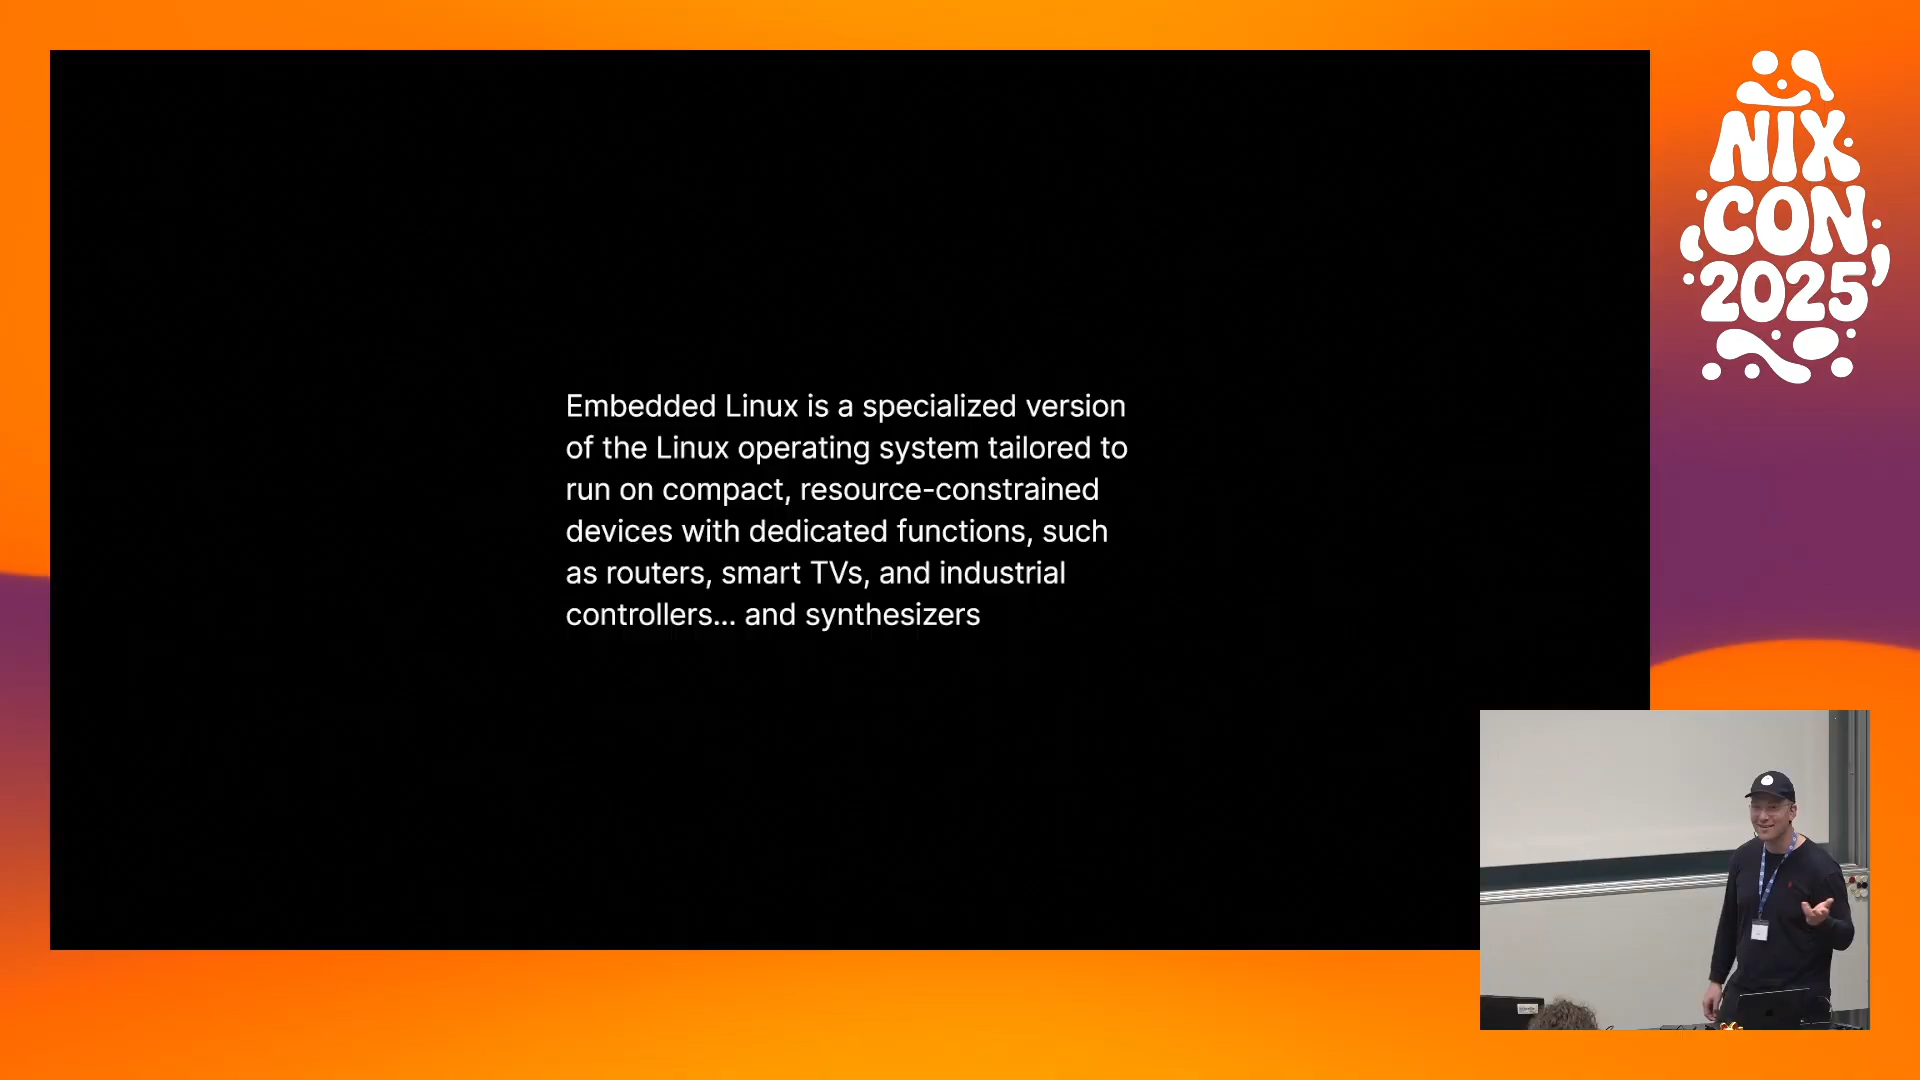 Embedded Linux is a specialized version
of the Linux operating system tailored to
run on compact, resource-constrained
devices with dedicated functions, such
as routers, smart TVs, and industrial
controllers... and synthesizers
NIX
CON
2025